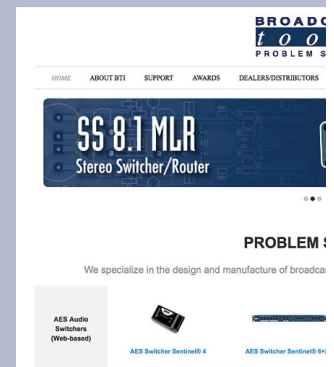 BROADC
tool
PROBLEM S
HOME ABOUT BTI SUPPORT AWARDS DEALERS/DISTRIBUTORS
SS 8.1 MLR
Stereo Switcher/Router
PROBLEM S
We specialize in the design and manufacture of broadcas
AES Audio
Switchers
(Web-based)
AES Switcher Sentinel® 4
AES Switcher Sentinel® 6+